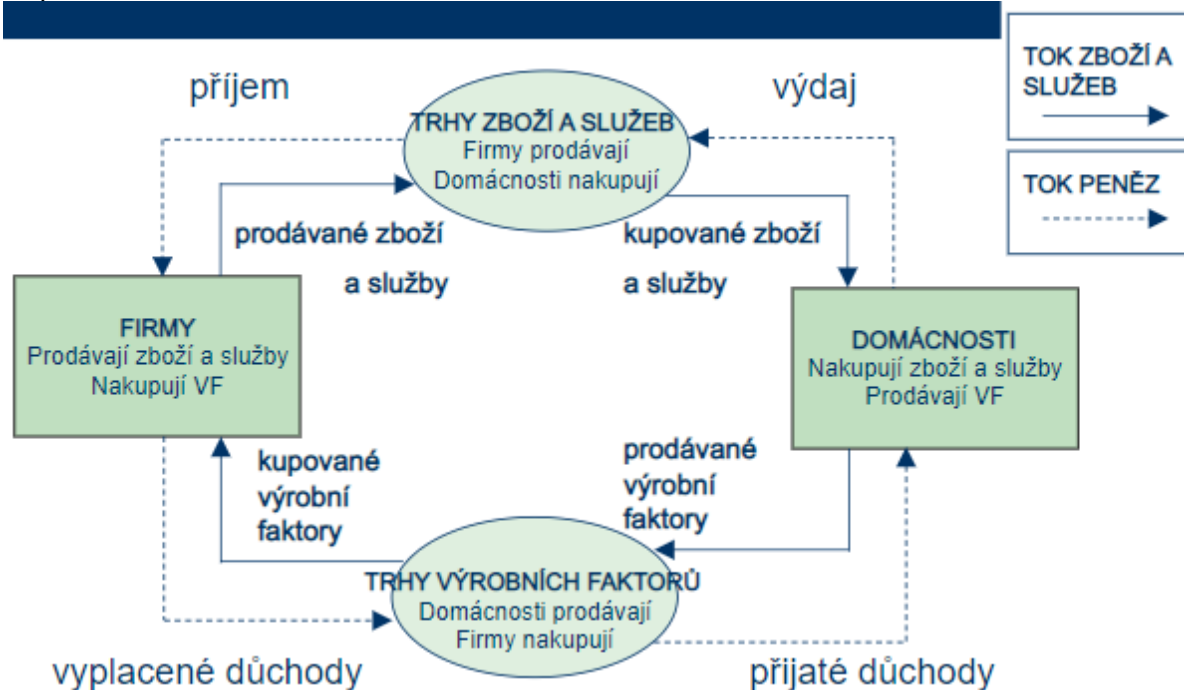 příjem
výdaj
TOK ZBOŽÍ A
SLUŽEB
TOK PENĚZ
TRHY ZBOŽÍ A SLUŽEB
Firmy prodávají
Domácnosti nakupují
prodávané zboží
a služby
kupované zboží
a služby
FIRMY
Prodávají zboží a služby
Nakupují VF
DOMÁCNOSTI
Nakupují zboží a služby
Prodávají VF
kupované
výrobní
faktory
prodávané
výrobní
faktory
TRHY VÝROBNÍCH FAKTORŮ
Domácnosti prodávají
Firmy nakupují
vyplacené důchody
přijaté důchody